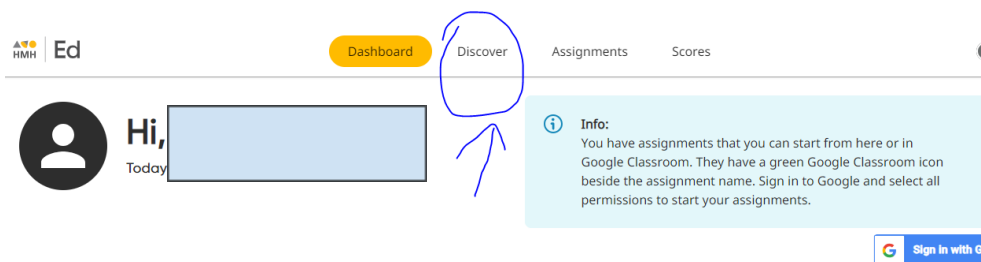 HMH Ed Dashboard Discover Assignments Scores
Hi,
Today
Info:
You have assignments that you can start from here or in
Google Classroom. They have a green Google Classroom icon
beside the assignment name. Sign in to Google and select all
permissions to start your assignments.
Sign in with G